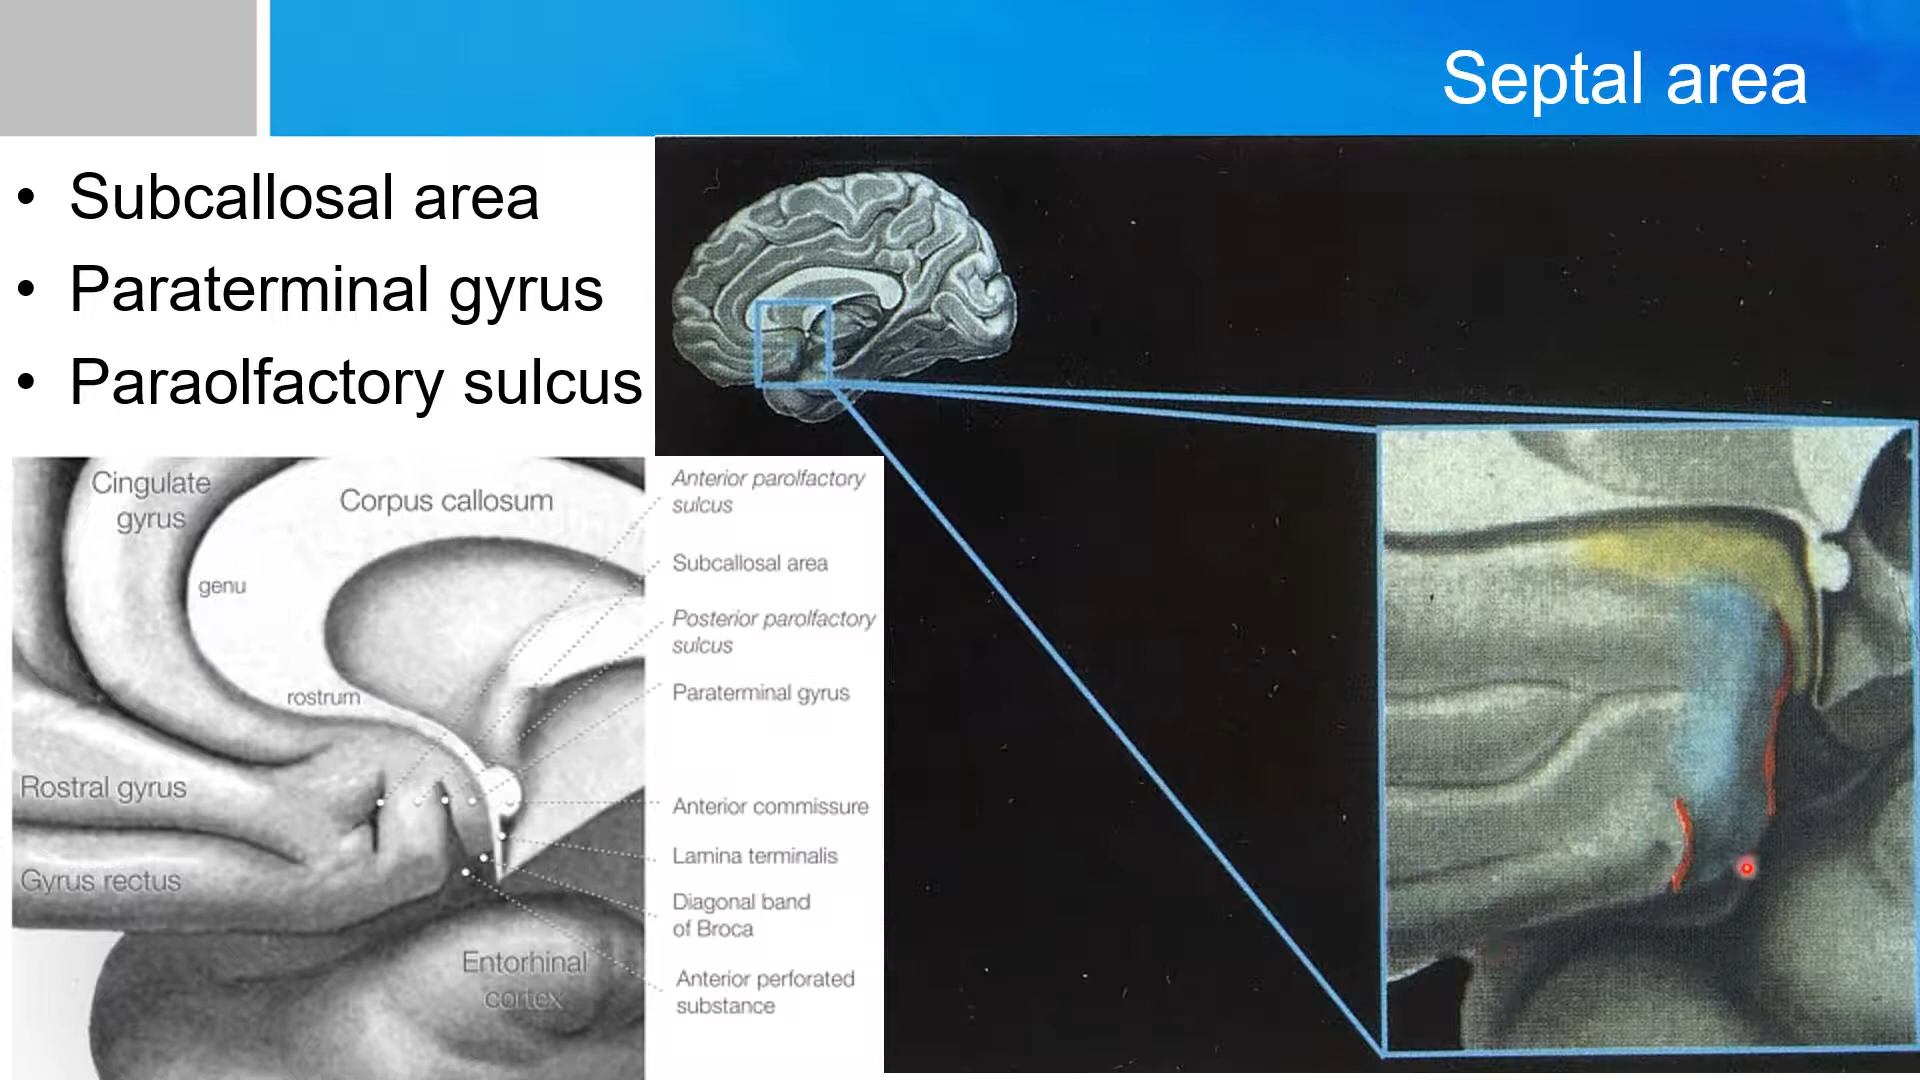 Septal area
• Subcallosal area
• Paraterminal gyrus
• Paraolfactory sulcus
Cingulate
gyrus
Corpus callosum
genu
rostrum
Rostral gyrus
Gyrus rectus
Entorhinal
cortex
Anterior parolfactory
sulcus
Subcallosal area
Posterior parolfactory
sulcus
Paraterminal gyrus
Anterior commissure
Lamina terminalis
Diagonal band
of Broca
Anterior perforated
substance